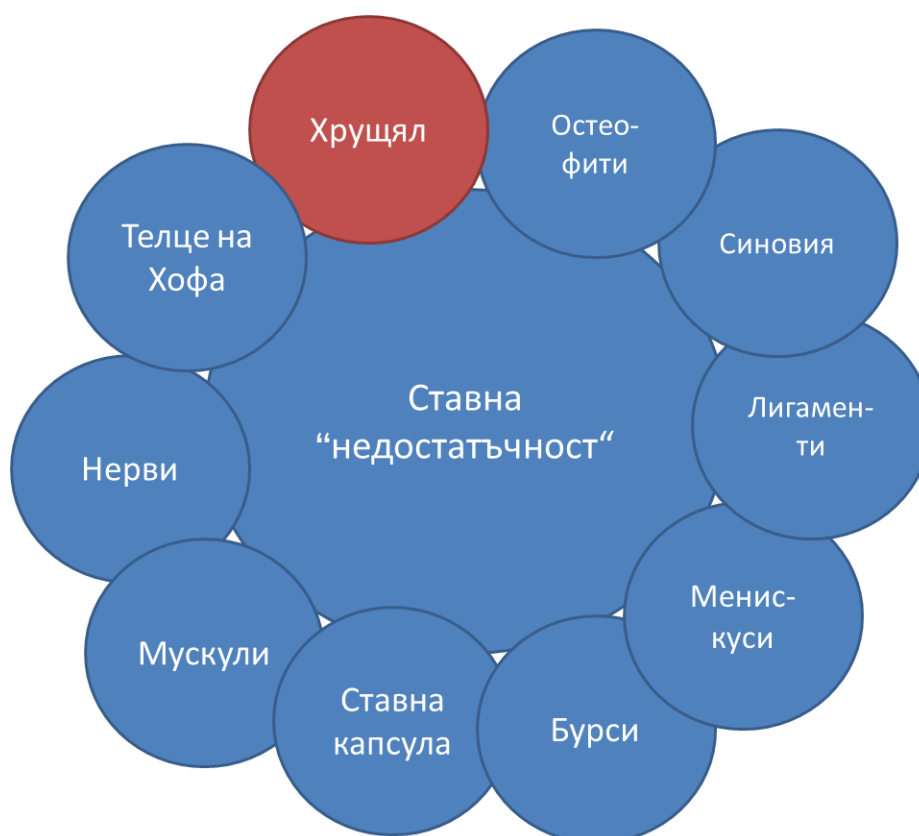 Хрущял
Остео-
фити
Синовия
Лигамен-
ти
Менис-
куси
Бурси
Ставна
капсула
Мускули
Нерви
Телце на
Хофа
Ставна
“недостатъчност“